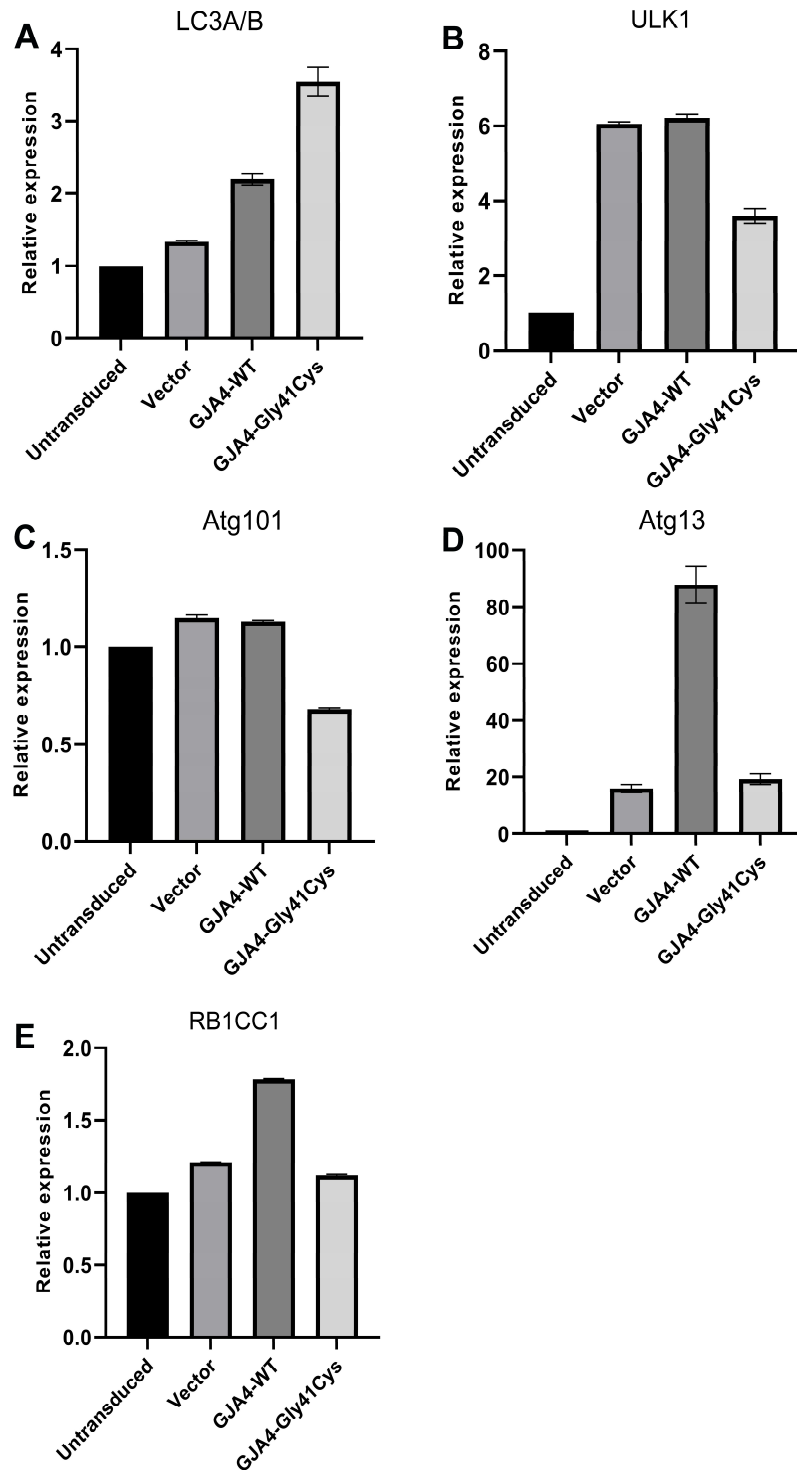 A
LC3A/B
Relative expression
4
3
2
1
0
Untransduced
Vector
GJA4-WT
GJA4-Gly41Cys
B
ULK1
Relative expression
8
6
4
2
0
Untransduced
Vector
GJA4-WT
GJA4-Gly41Cys
C
Atg101
Relative expression
1.5
1.0
0.5
0.0
Untransduced
Vector
GJA4-WT
GJA4-Gly41Cys
D
Atg13
Relative expression
100
80
60
40
20
0
Untransduced
Vector
GJA4-WT
GJA4-Gly41Cys
E
RB1CC1
Relative expression
2.0
1.5
1.0
0.5
0.0
Untransduced
Vector
GJA4-WT
GJA4-Gly41Cys